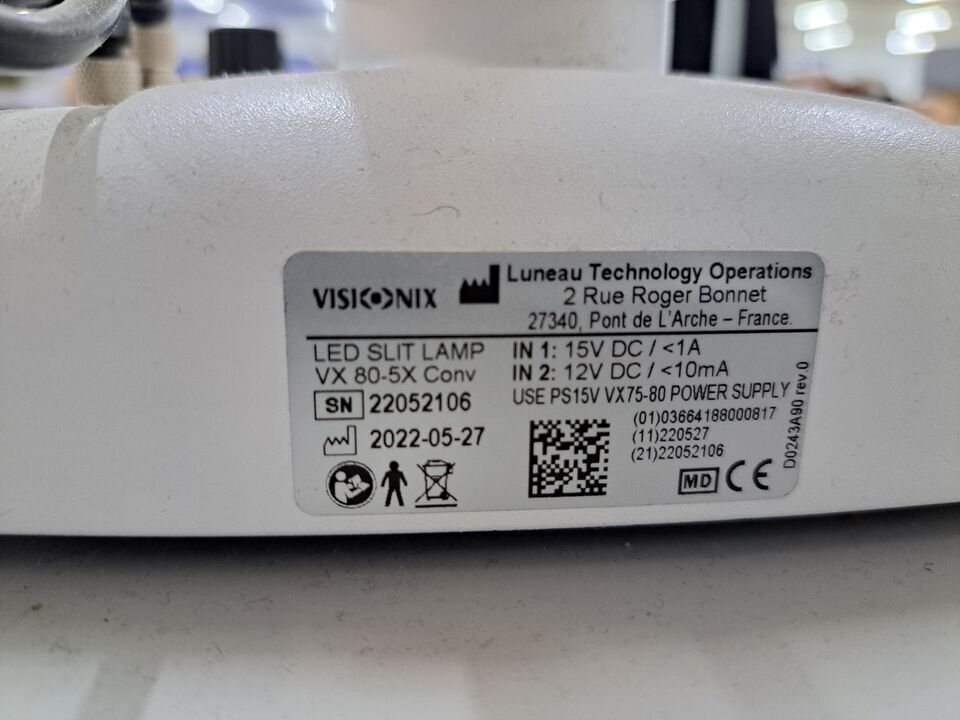 VISIONIX
Luneau Technology Operations
2 Rue Roger Bonnet
27340, Pont de L'Arche – France.
LED SLIT LAMP
VX 80-5X Conv
SN 22052106
2022-05-27
IN 1: 15V DC / <1A
IN 2: 12V DC / <10mA
USE PS15V VX75-80 POWER SUPPLY
(01)03664188000817
(11)220527
(21)22052106
MD CE
D0243A90 rev.0